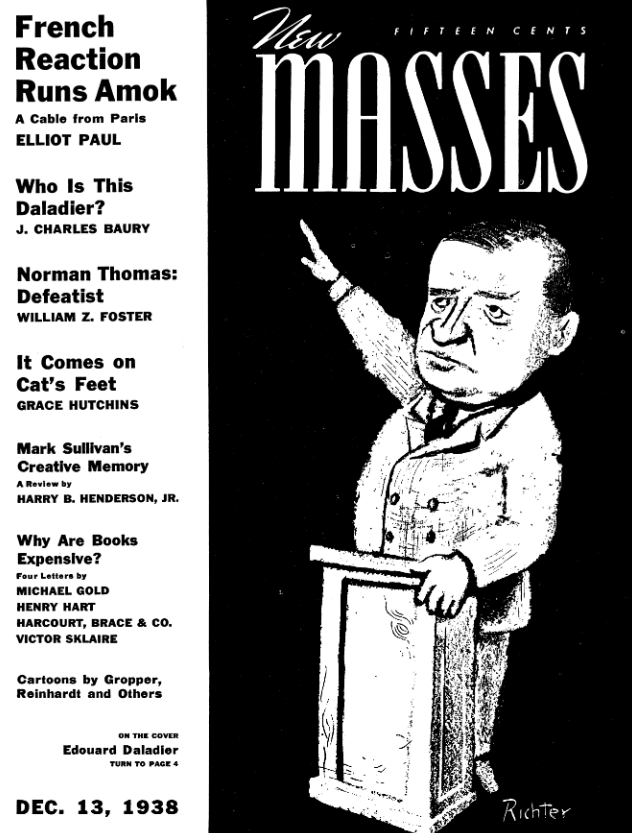 French
Reaction
Runs Amok
A Cable from Paris
ELLIOT PAUL
Who Is This
Daladier?
J. CHARLES BAURY
Norman Thomas:
Defeatist
WILLIAM Z. FOSTER
It Comes on
Cat's Feet
GRACE HUTCHINS
Mark Sullivan's
Creative Memory
A Review by
HARRY B. HENDERSON, JR.
Why Are Books
Expensive?
Four Letters by
MICHAEL GOLD
HENRY HART
HARCOURT, BRACE & CO.
VICTOR SKLAIRE
Cartoons by Gropper,
Reinhardt and Others
ON THE COVER
Edouard Daladier
TURN TO PAGE 4
DEC. 13, 1938
New
FIFTEEN CENTS
MASSES
Richter